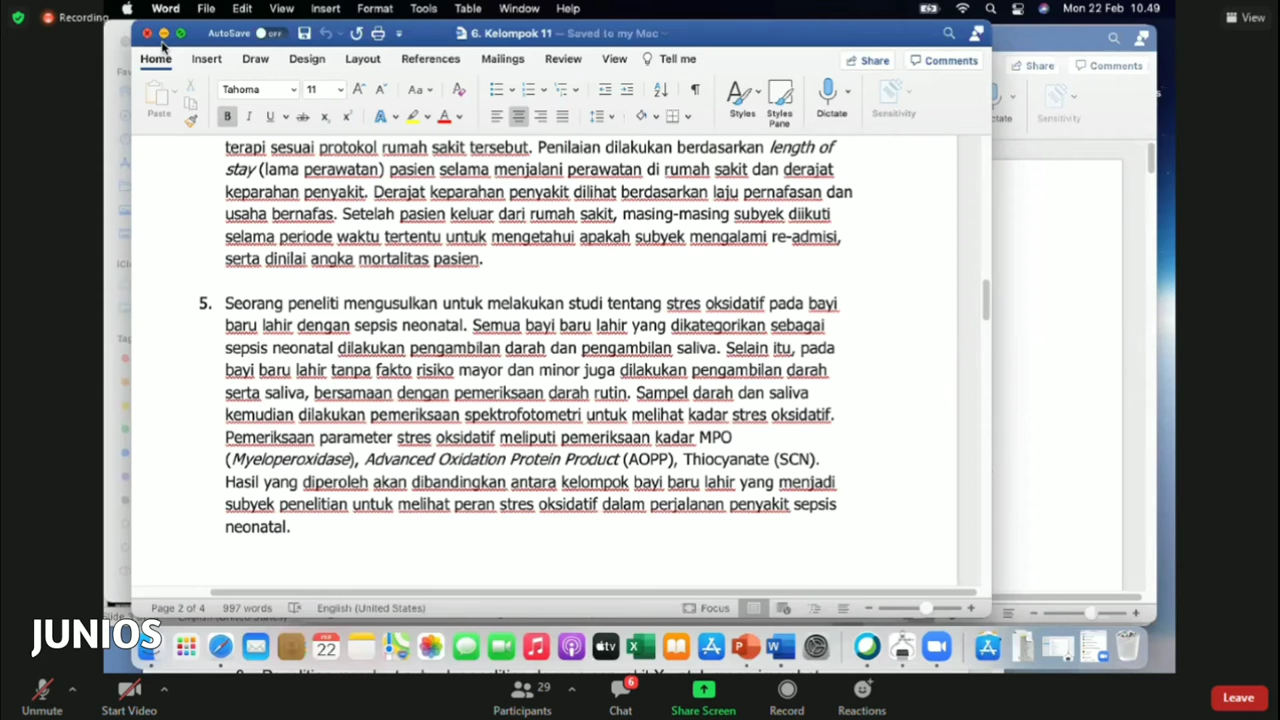 Recording
Word File Edit View Insert Format Tools Table Window Help
Mon 22 Feb 10.49
View
AutoSave OFF
6. Kelompok 11 — Saved to my Mac
Home Insert Draw Design Layout References Mailings Review View Tell me
Share Comments
Share Comments
Paste
Tahoma 11
Aa
Styles
Styles Pane
Dictate
Sensitivity
Sensitivity
terapi sesuai protokol rumah sakit tersebut. Penilaian dilakukan berdasarkan length of
stay (lama perawatan) pasien selama menjalani perawatan di rumah sakit dan derajat
keparahan penyakit. Derajat keparahan penyakit dilihat berdasarkan laju pernafasan dan
usaha bernafas. Setelah pasien keluar dari rumah sakit, masing-masing subyek diikuti
selama periode waktu tertentu untuk mengetahui apakah subyek mengalami re-admisi,
serta dinilai angka mortalitas pasien.
5. Seorang peneliti mengusulkan untuk melakukan studi tentang stres oksidatif pada bayi
baru lahir dengan sepsis neonatal. Semua bayi baru lahir yang dikategorikan sebagai
sepsis neonatal dilakukan pengambilan darah dan pengambilan saliva. Selain itu, pada
bayi baru lahir tanpa fakto risiko mayor dan minor juga dilakukan pengambilan darah
serta saliva, bersamaan dengan pemeriksaan darah rutin. Sampel darah dan saliva
kemudian dilakukan pemeriksaan spektrofotometri untuk melihat kadar stres oksidatif.
Pemeriksaan parameter stres oksidatif meliputi pemeriksaan kadar MPO
(Myeloperoxidase), Advanced Oxidation Protein Product (AOPP), Thiocyanate (SCN).
Hasil yang diperoleh akan dibandingkan antara kelompok bayi baru lahir yang menjadi
subyek penelitian untuk melihat peran stres oksidatif dalam perjalanan penyakit sepsis
neonatal.
Page 2 of 4 997 words English (United States) Focus
JUNIOS
FEB
22
tv
Unmute Start Video Participants 29 Chat 6 Share Screen Record Reactions Leave